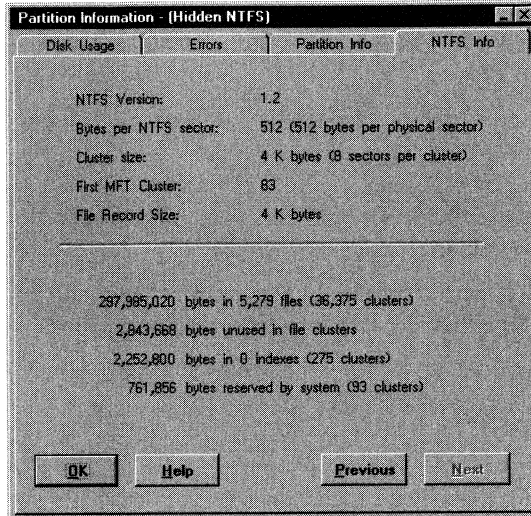 Partition Information - (Hidden NTFS)
Disk Usage Errors Partition Info NTFS Info
NTFS Version: 1.2
Bytes per NTFS sector: 512 (512 bytes per physical sector)
Cluster size: 4 K bytes (8 sectors per cluster)
First MFT Cluster: 83
File Record Size: 4 K bytes
297,985,020 bytes in 5,279 files (36,375 clusters)
2,843,668 bytes unused in file clusters
2,252,800 bytes in 0 indexes (275 clusters)
761,856 bytes reserved by system (93 clusters)
OK Help Previous Next